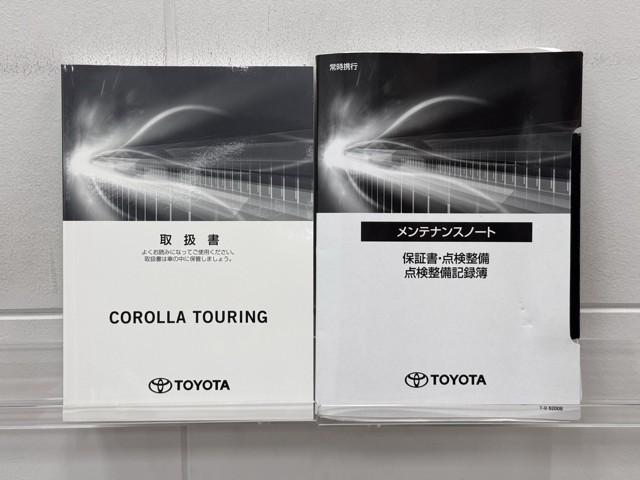 取扱書
よくお読みになってご使用ください。
取扱書は車の中に保管しましょう。
COROLLA TOURING
TOYOTA
常時携行
メンテナンスノート
保証書・点検整備
点検整備記録簿
TOYOTA